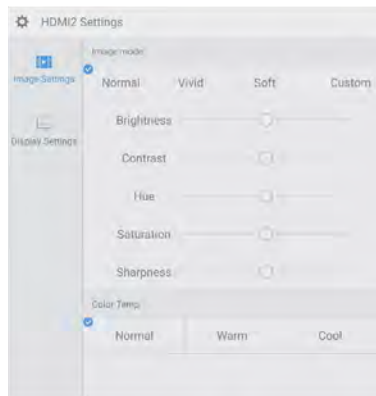 HDMI2 Settings
Image mode
Image Settings
Normal Vivid Soft Custom
Brightness
Display Settings
Contrast
Hue
Saturation
Sharpness
Color Temp
Normal Warm Cool